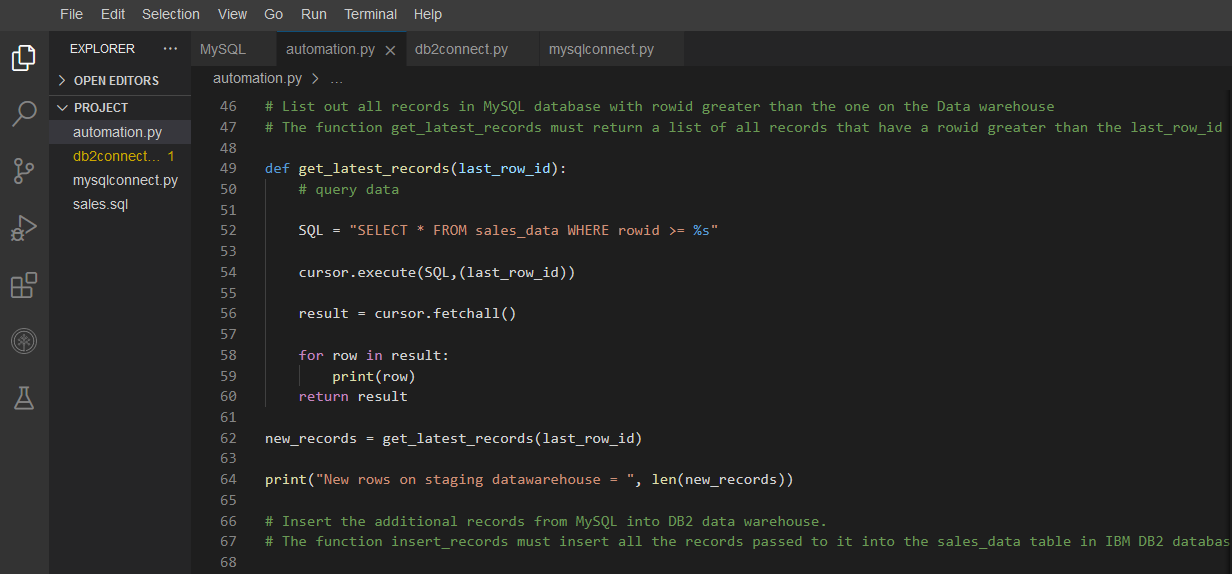 File Edit Selection View Go Run Terminal Help
EXPLORER ...
OPEN EDITORS
PROJECT
automation.py
db2connect... 1
mysqlconnect.py
sales.sql
MySQL automation.py db2connect.py mysqlconnect.py
automation.py > ...
46 # List out all records in MySQL database with rowid greater than the one on the Data warehouse
47 # The function get_latest_records must return a list of all records that have a rowid greater than the last_row_id
48
49 def get_latest_records(last_row_id):
50     # query data
51
52     SQL = "SELECT * FROM sales_data WHERE rowid >= %s"
53
54     cursor.execute(SQL,(last_row_id))
55
56     result = cursor.fetchall()
57
58     for row in result:
59         print(row)
60     return result
61
62 new_records = get_latest_records(last_row_id)
63
64 print("New rows on staging datawarehouse = ", len(new_records))
65
66 # Insert the additional records from MySQL into DB2 data warehouse.
67 # The function insert_records must insert all the records passed to it into the sales_data table in IBM DB2 databas
68